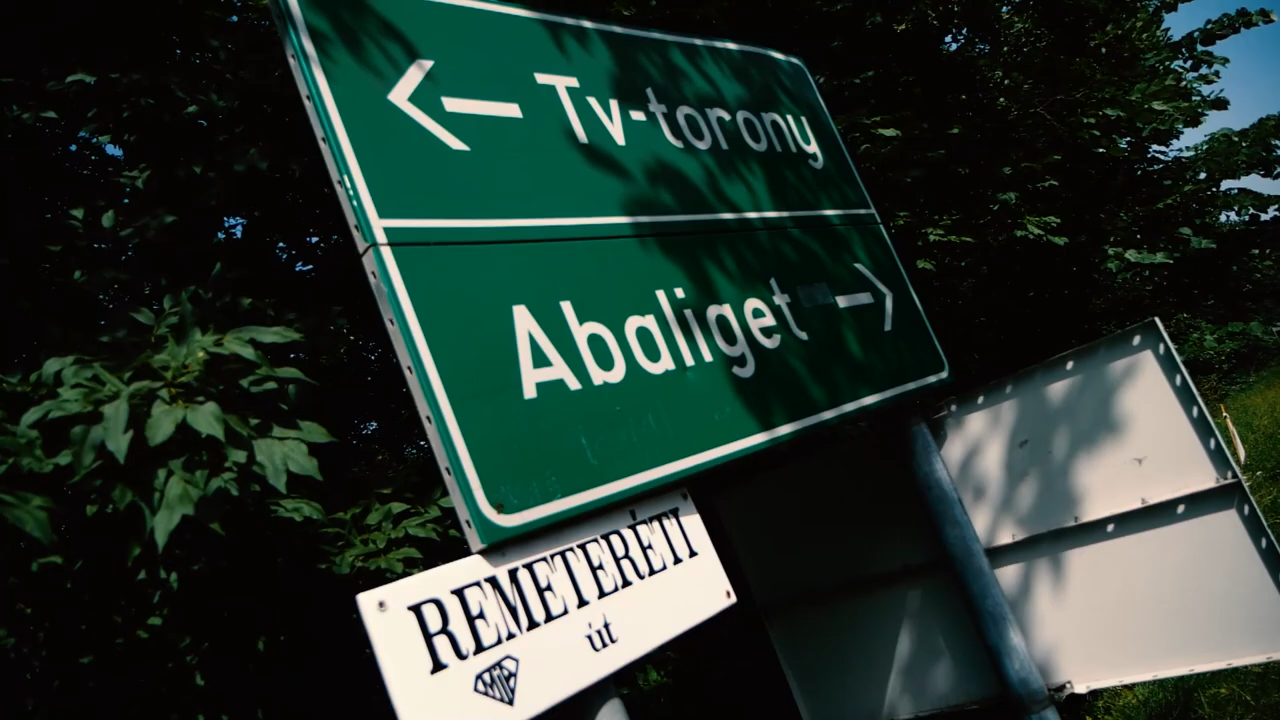 ← Tv-torony
Abaliget →
REMETERÉTI
út